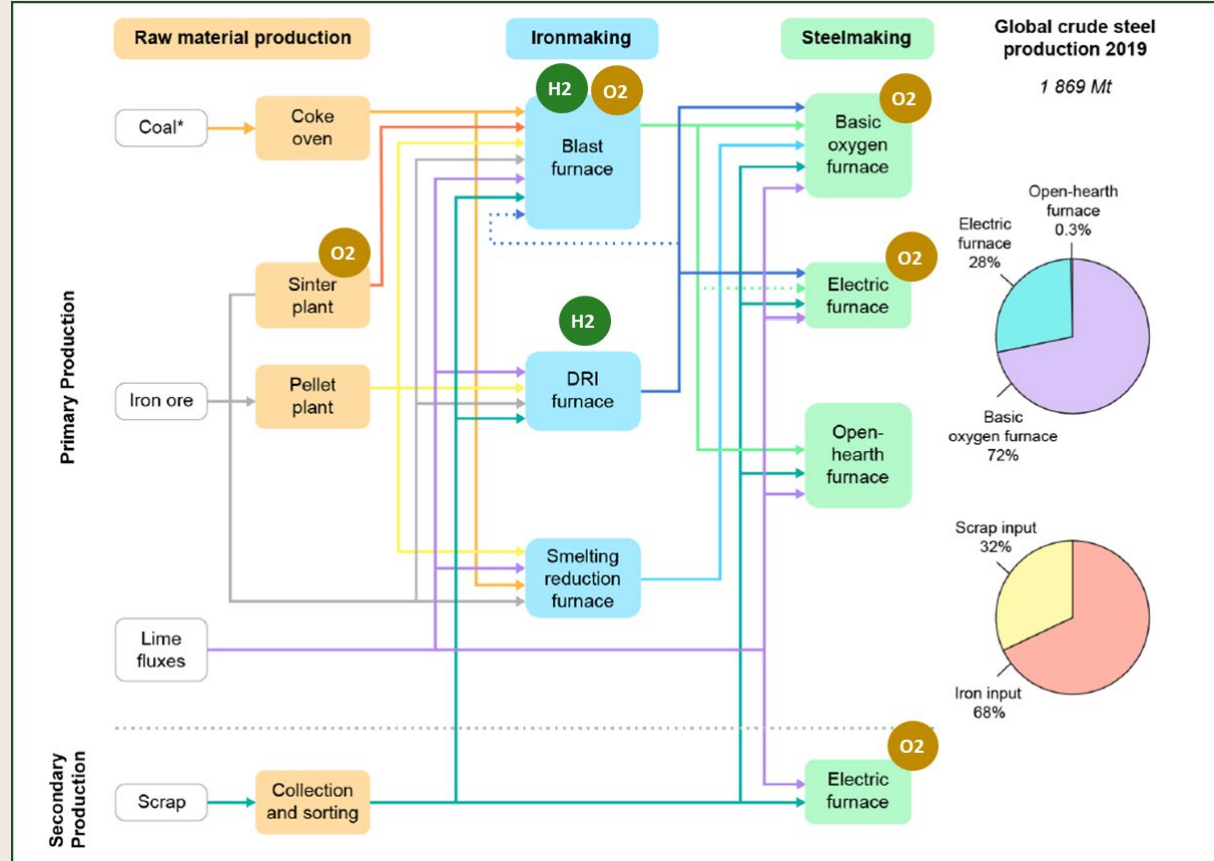 Raw material production
Ironmaking
Steelmaking
Global crude steel
production 2019
1 869 Mt
Primary Production
Coal*
Coke
oven
H2
O2
Blast
furnace
O2
Basic
oxygen
furnace
O2
Sinter
plant
O2
Electric
furnace
Iron ore
Pellet
plant
H2
DRI
furnace
Open-
hearth
furnace
Smelting
reduction
furnace
Lime
fluxes
Secondary
Production
Scrap
Collection
and sorting
O2
Electric
furnace
Open-hearth
furnace
0.3%
Electric
furnace
28%
Basic
oxygen furnace
72%
Scrap input
32%
Iron input
68%